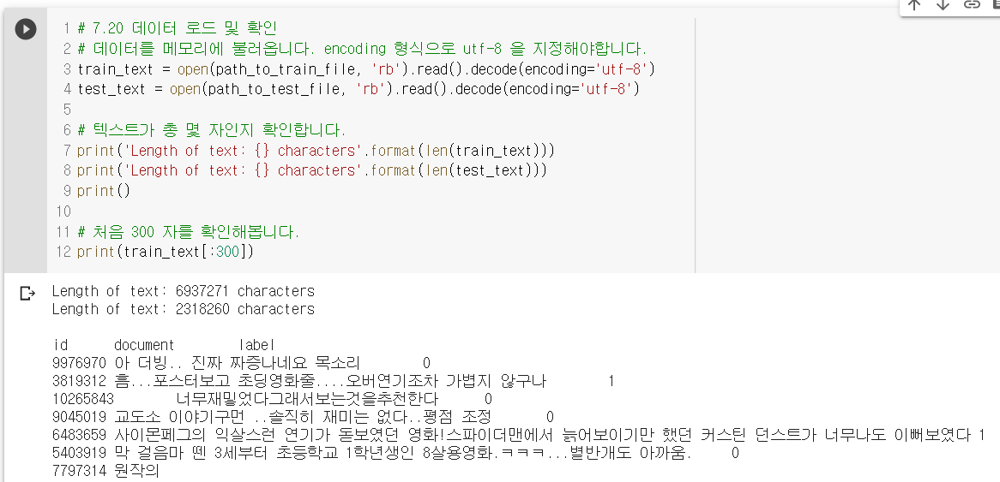 1 # 7.20 데이터 로드 및 확인
2 # 데이터를 메모리에 불러옵니다. encoding 형식으로 utf-8 을 지정해야합니다.
3 train_text = open(path_to_train_file, 'rb').read().decode(encoding='utf-8')
4 test_text = open(path_to_test_file, 'rb').read().decode(encoding='utf-8')
5
6 # 텍스트가 총 몇 자인지 확인합니다.
7 print('Length of text: {} characters'.format(len(train_text)))
8 print('Length of text: {} characters'.format(len(test_text)))
9 print()
10
11 # 처음 300 자를 확인해봅니다.
12 print(train_text[:300])
Length of text: 6937271 characters
Length of text: 2318260 characters
id document label
9976970 아 더빙.. 진짜 짜증나네요 목소리 0
3819312 흠...포스터보고 초딩영화줄....오버연기조차 가볍지 않구나 1
10265843 너무재밓었다그래서보는것을추천한다 0
9045019 교도소 이야기구먼 ..솔직히 재미는 없다..평점 조정 0
6483659 사이몬페그의 익살스런 연기가 돋보였던 영화!스파이더맨에서 늙어보이기만 했던 커스틴 던스트가 너무나도 이뻐보였다 1
5403919 막 걸음마 뗀 3세부터 초등학교 1학년생인 8살용영화.ㅋㅋㅋ...별반개도 아까움. 0
7797314 원작의